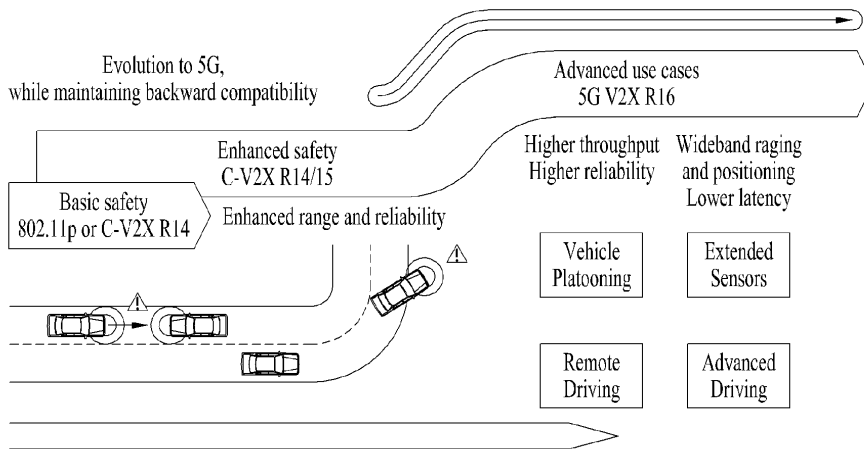 Evolution to 5G,
while maintaining backward compatibility
Advanced use cases
5G V2X R16
Enhanced safety
C-V2X R14/15
Higher throughput
Higher reliability
Wideband raging
and positioning
Lower latency
Basic safety
802.11p or C-V2X R14
Enhanced range and reliability
Vehicle
Platooning
Extended
Sensors
Remote
Driving
Advanced
Driving